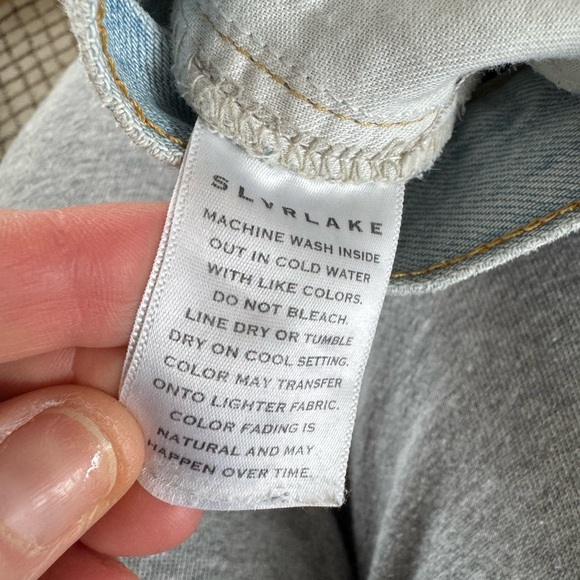 SLVRLAKE
MACHINE WASH INSIDE
OUT IN COLD WATER
WITH LIKE COLORS.
DO NOT BLEACH.
LINE DRY OR TUMBLE
DRY ON COOL SETTING.
COLOR MAY TRANSFER
ONTO LIGHTER FABRIC.
COLOR FADING IS
NATURAL AND MAY
HAPPEN OVER TIME.